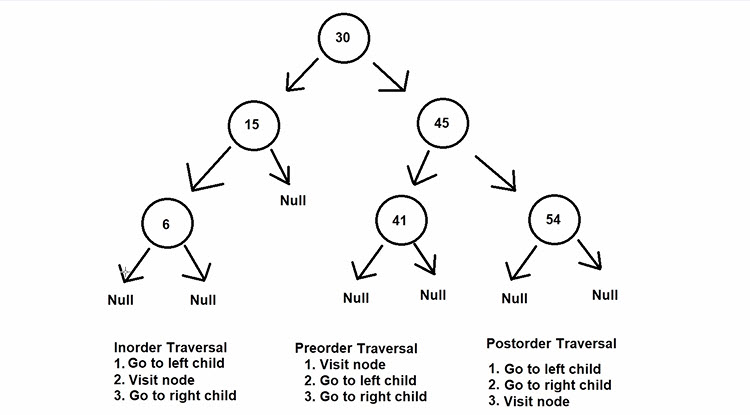 30
15
45
Null
6
41
54
Null
Null
Null
Null
Null
Null
Inorder Traversal
1. Go to left child
2. Visit node
3. Go to right child
Preorder Traversal
1. Visit node
2. Go to left child
3. Go to right child
Postorder Traversal
1. Go to left child
2. Go to right child
3. Visit node